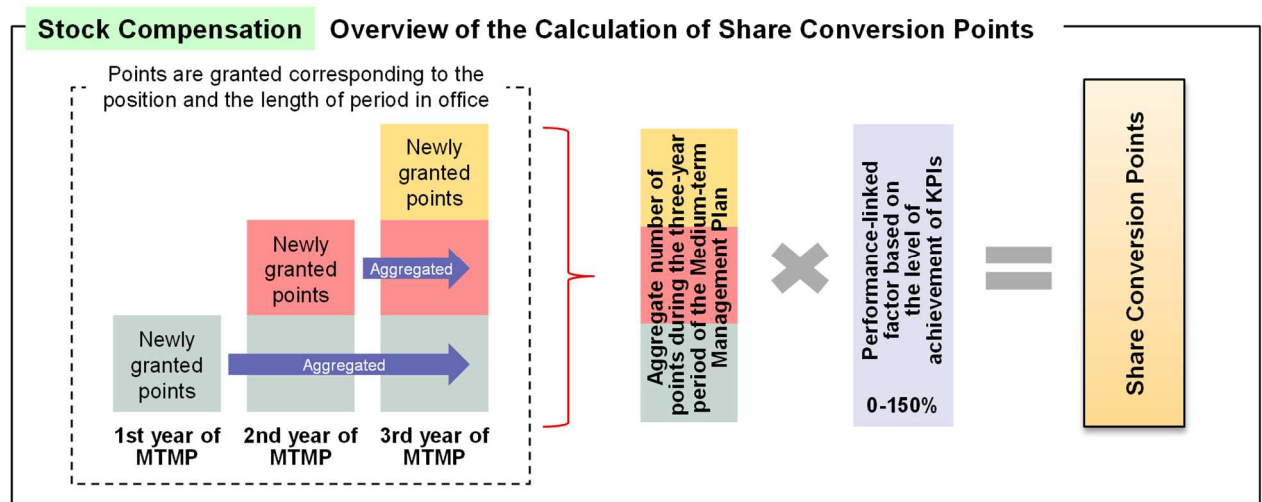 Stock Compensation Overview of the Calculation of Share Conversion Points
Points are granted corresponding to the
position and the length of period in office
Newly
granted
points
Newly
granted
points
Aggregated
Newly
granted
points
Aggregated
1st year of
MTMP
2nd year of
MTMP
3rd year of
MTMP
Aggregate number of
points during the three-year
period of the Medium-term
Management Plan
Performance-linked
factor based on
the level of
achievement of KPIs
0-150%
Share Conversion Points